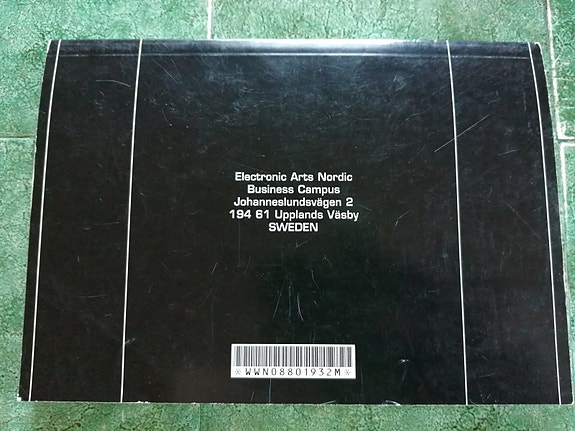 Electronic Arts Nordic
Business Campus
Johanneslundsvägen 2
194 61 Upplands Väsby
SWEDEN
*WWN08801932M*